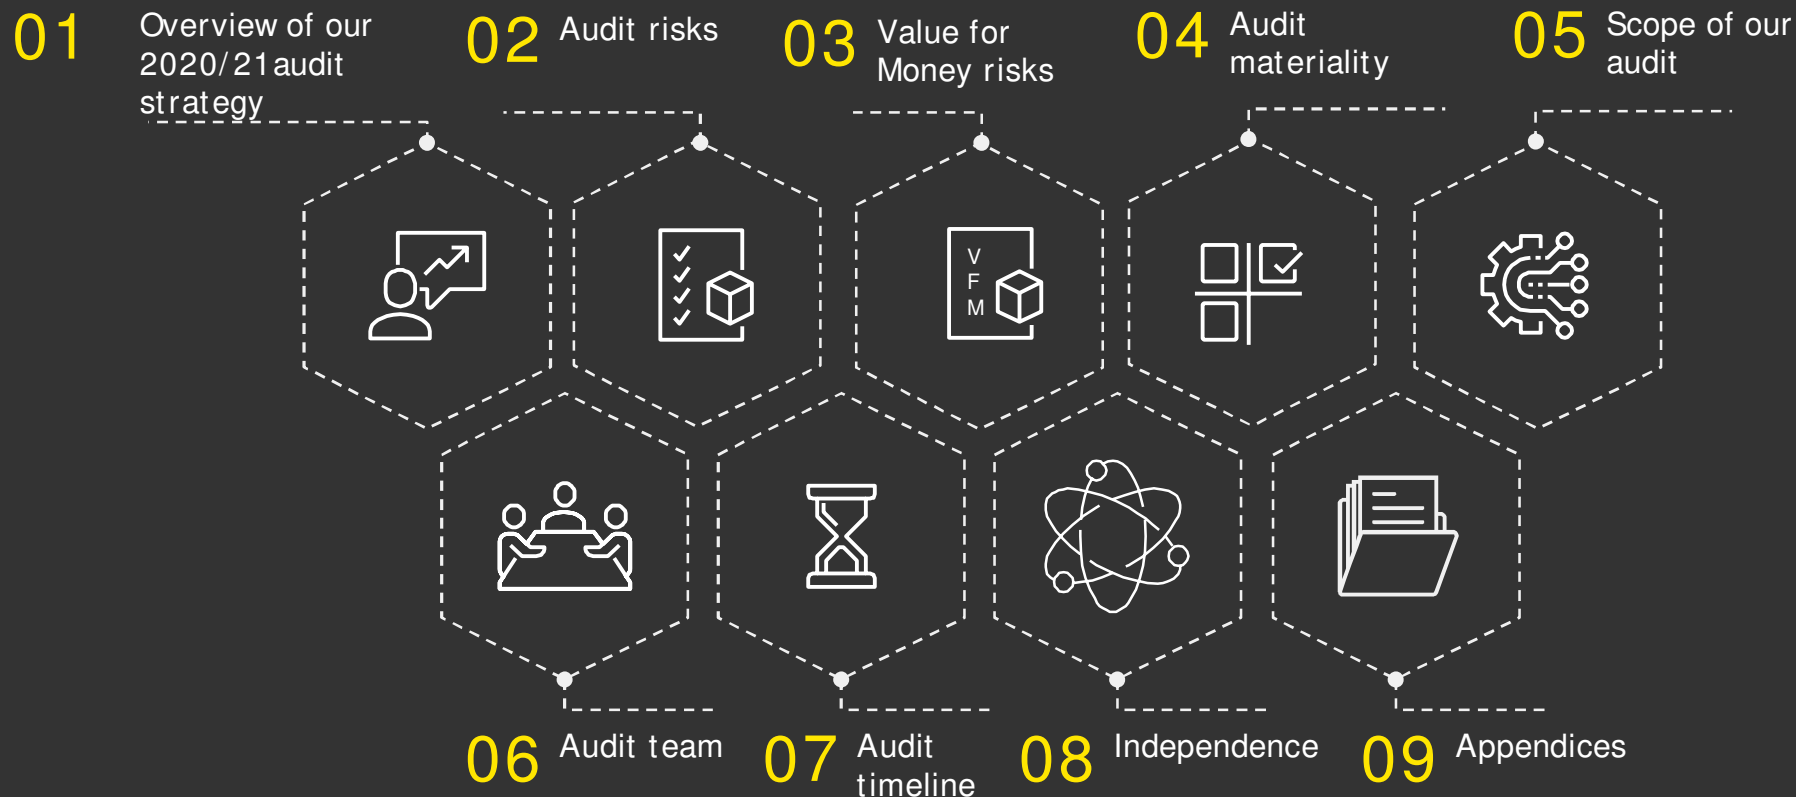 01
Overview of our
2020/21audit
strategy
02
Audit risks
03
Value for
Money risks
04
Audit
materiality
05
Scope of our
audit
V
F
M
06
Audit team
07
Audit
timeline
08
Independence
09
Appendices